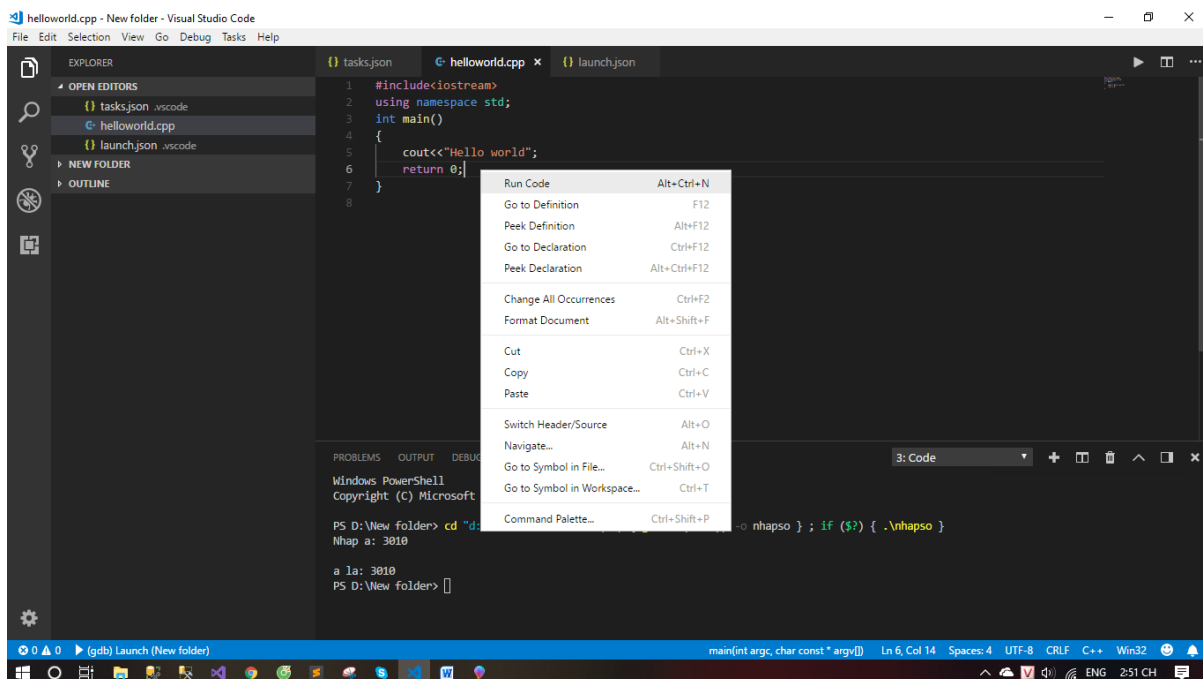 helloworld.cpp - New folder - Visual Studio Code
File Edit Selection View Go Debug Tasks Help
EXPLORER
OPEN EDITORS
{} tasks.json .vscode
G· helloworld.cpp
{} launch.json .vscode
NEW FOLDER
OUTLINE
{} tasks.json G· helloworld.cpp × {} launch.json
1 #include<iostream>
2 using namespace std;
3 int main()
4 {
5 cout<<"Hello world";
6 return 0;
7 }
8
Run Code Alt+Ctrl+N
Go to Definition F12
Peek Definition Alt+F12
Go to Declaration Ctrl+F12
Peek Declaration Alt+Ctrl+F12
Change All Occurrences Ctrl+F2
Format Document Alt+Shift+F
Cut Ctrl+X
Copy Ctrl+C
Paste Ctrl+V
Switch Header/Source Alt+O
Navigate... Alt+N
Go to Symbol in File... Ctrl+Shift+O
Go to Symbol in Workspace... Ctrl+T
Command Palette... Ctrl+Shift+P
PROBLEMS OUTPUT DEBUG 3: Code
Windows PowerShell
Copyright (C) Microsoft
PS D:\New folder> cd "d: -o nhapso } ; if ($?) { .\nhapso }
Nhap a: 3010
a la: 3010
PS D:\New folder>
0 0 (gdb) Launch (New folder) main(int argc, char const * argv[]) Ln 6, Col 14 Spaces: 4 UTF-8 CRLF C++ Win32
V ENG 2:51 CH